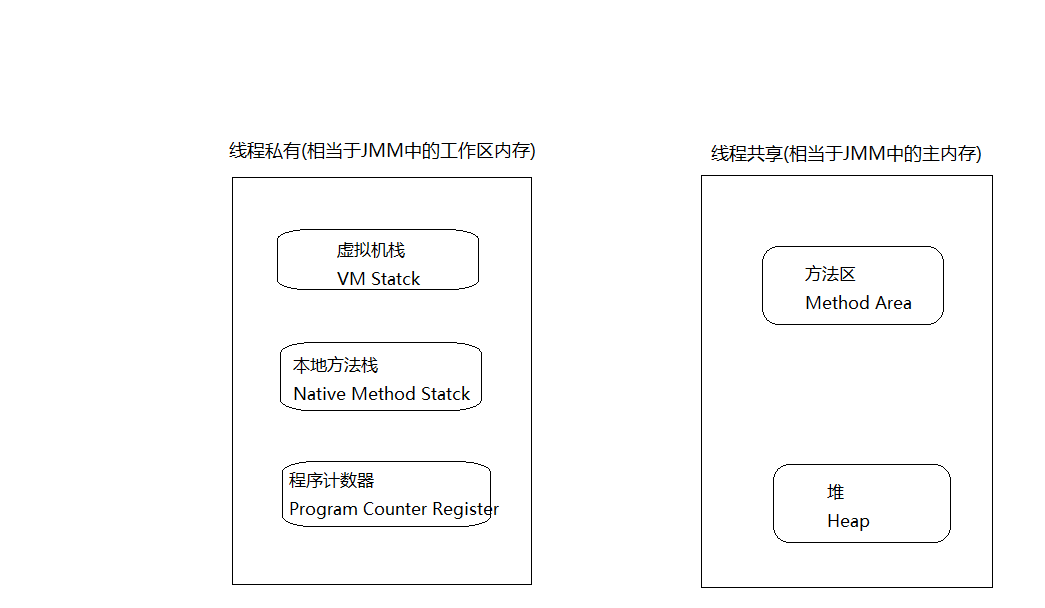 线程私有(相当于JMM中的工作区内存)
虚拟机栈
VM Statck
本地方法栈
Native Method Statck
程序计数器
Program Counter Register
线程共享(相当于JMM中的主内存)
方法区
Method Area
堆
Heap